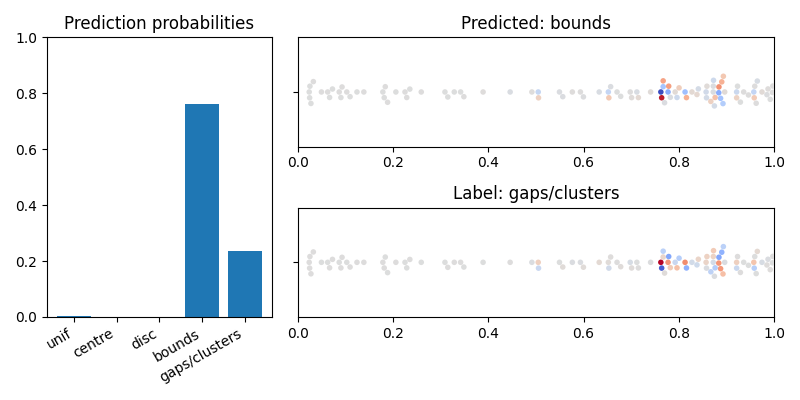 Prediction probabilities
1.0
0.8
0.6
0.4
0.2
0.0
unif
centre
disc
bounds
gaps/clusters
Predicted: bounds
0.0 0.2 0.4 0.6 0.8 1.0
Label: gaps/clusters
0.0 0.2 0.4 0.6 0.8 1.0